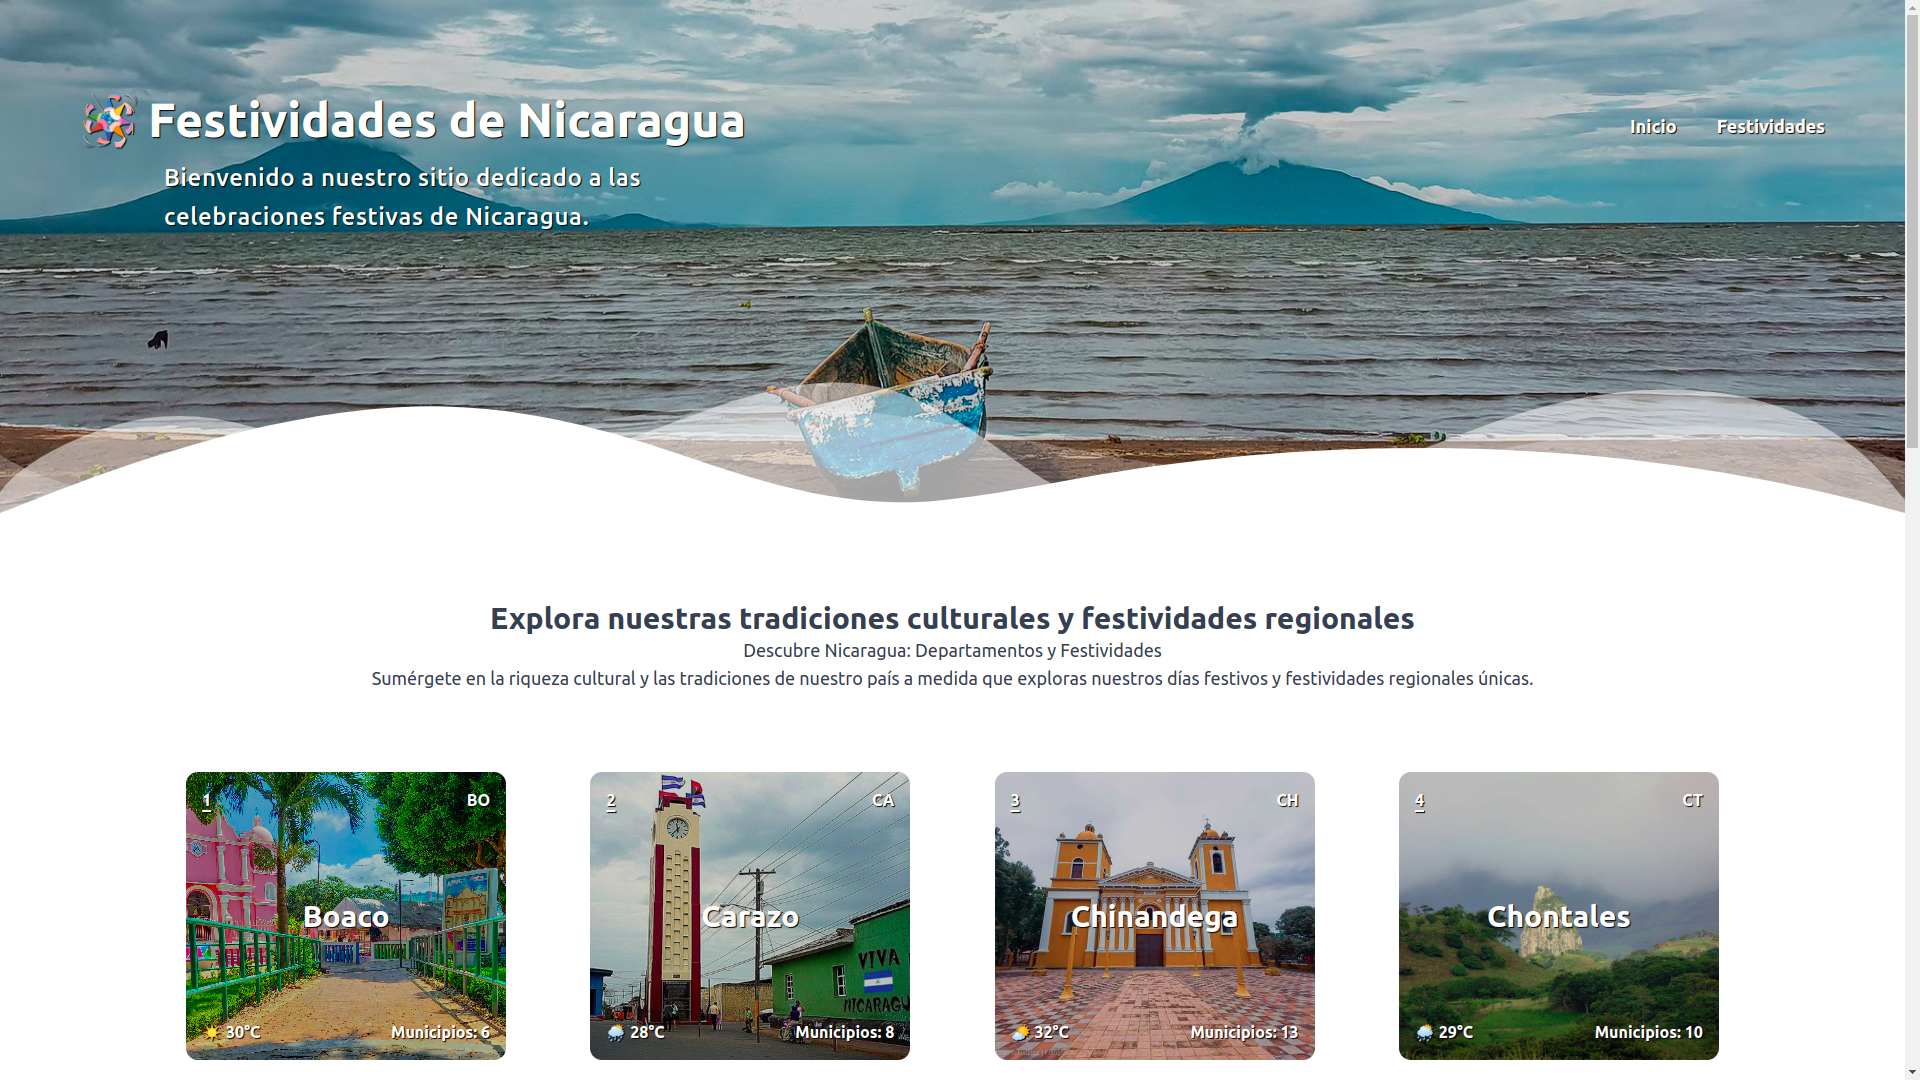 Festividades de Nicaragua
Inicio
Festividades
Bienvenido a nuestro sitio dedicado a las
celebraciones festivas de Nicaragua.
Explora nuestras tradiciones culturales y festividades regionales
Descubre Nicaragua: Departamentos y Festividades
Sumérgete en la riqueza cultural y las tradiciones de nuestro país a medida que exploras nuestros días festivos y festividades regionales únicas.
1
BO
Boaco
30°C
Municipios: 6
2
CA
Carazo
VIVA
NICARAGU
28°C
Municipios: 8
3
CH
Chinandega
32°C
Municipios: 13
4
CT
Chontales
29°C
Municipios: 10